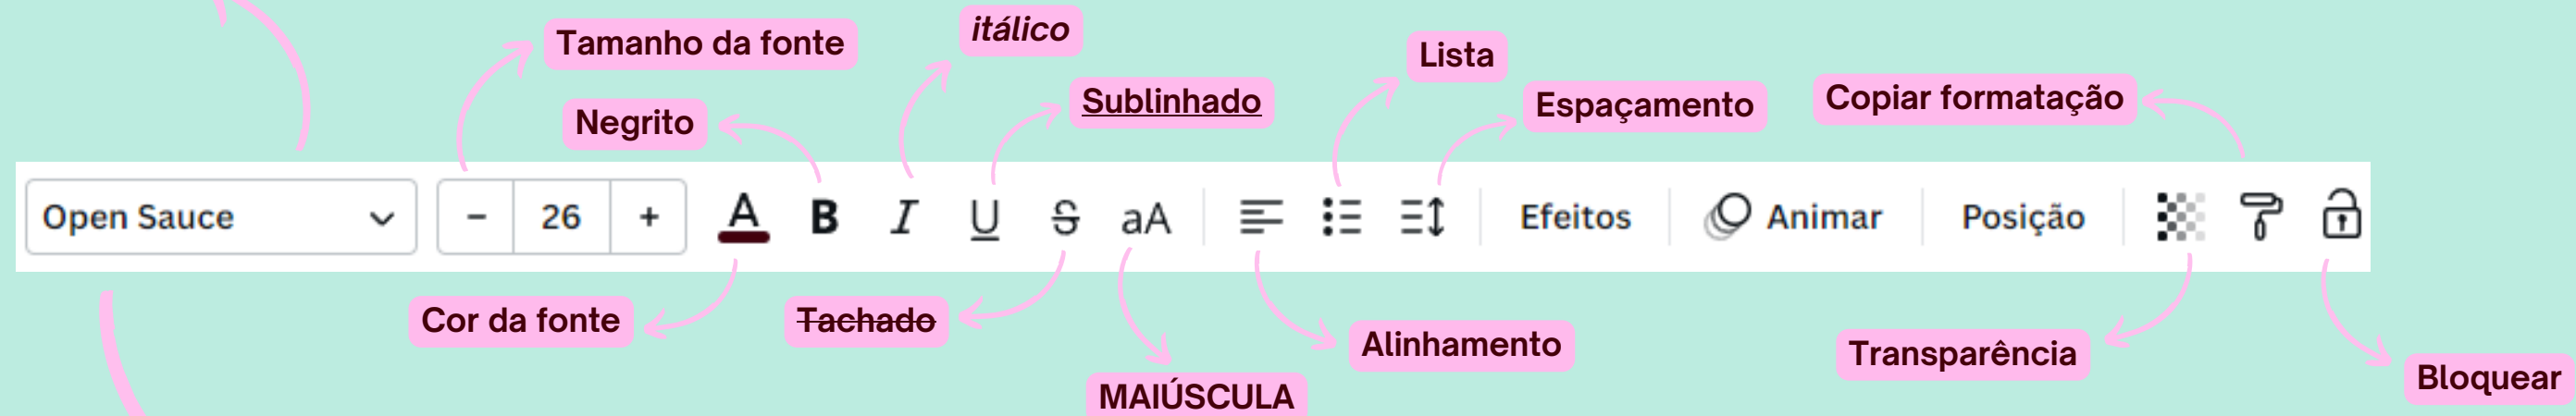 itálico
Tamanho da fonte
Lista
Sublinhado
Espaçamento
Copiar formatação
Negrito
Open Sauce
− 26 +
A B I U S aA
Efeitos
Animar
Posição
Cor da fonte
Tachado
Alinhamento
Transparência
Bloquear
MAIÚSCULA